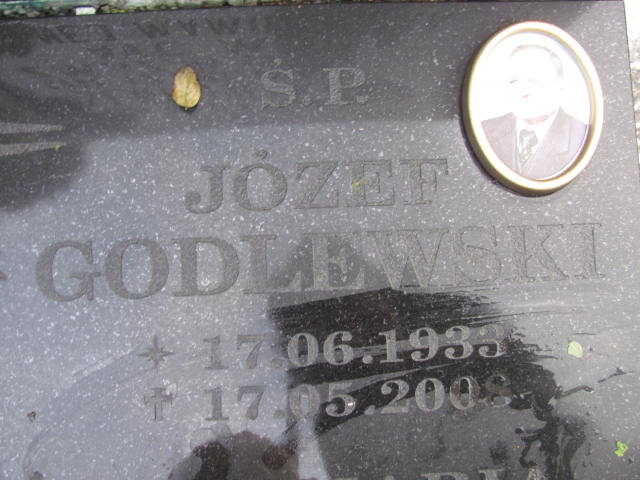 Ś.P.
JÓZEF
GODLEWSKI
17.06.1933
17.05.2008